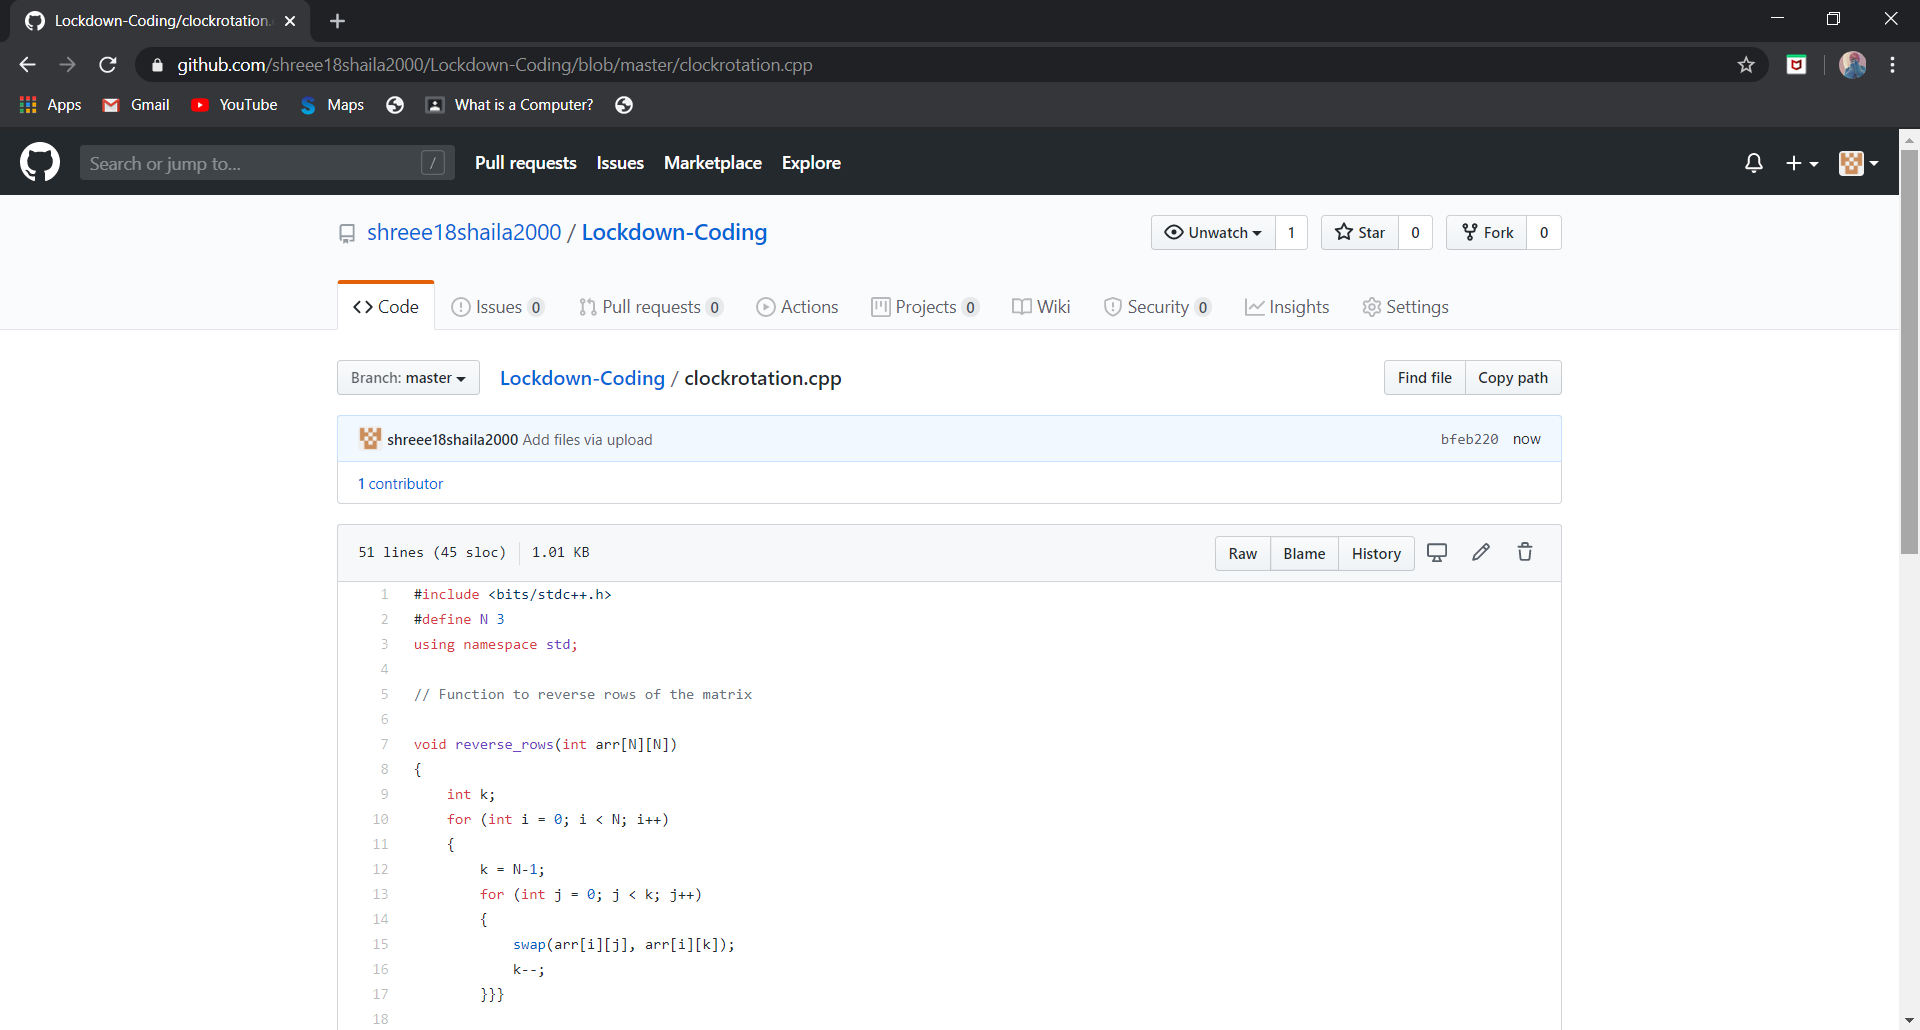 Lockdown-Coding/clockrotation.
github.com/shreee18shaila2000/Lockdown-Coding/blob/master/clockrotation.cpp
Apps Gmail YouTube Maps What is a Computer?
Search or jump to... / Pull requests Issues Marketplace Explore
shreee18shaila2000 / Lockdown-Coding Unwatch 1 Star 0 Fork 0
Code Issues 0 Pull requests 0 Actions Projects 0 Wiki Security 0 Insights Settings
Branch: master Lockdown-Coding / clockrotation.cpp Find file Copy path
shreee18shaila2000 Add files via upload bfeb220 now
1 contributor
51 lines (45 sloc) 1.01 KB Raw Blame History
1 #include <bits/stdc++.h>
2 #define N 3
3 using namespace std;
4
5 // Function to reverse rows of the matrix
6
7 void reverse_rows(int arr[N][N])
8 {
9 int k;
10 for (int i = 0; i < N; i++)
11 {
12 k = N-1;
13 for (int j = 0; j < k; j++)
14 {
15 swap(arr[i][j], arr[i][k]);
16 k--;
17 }}}
18